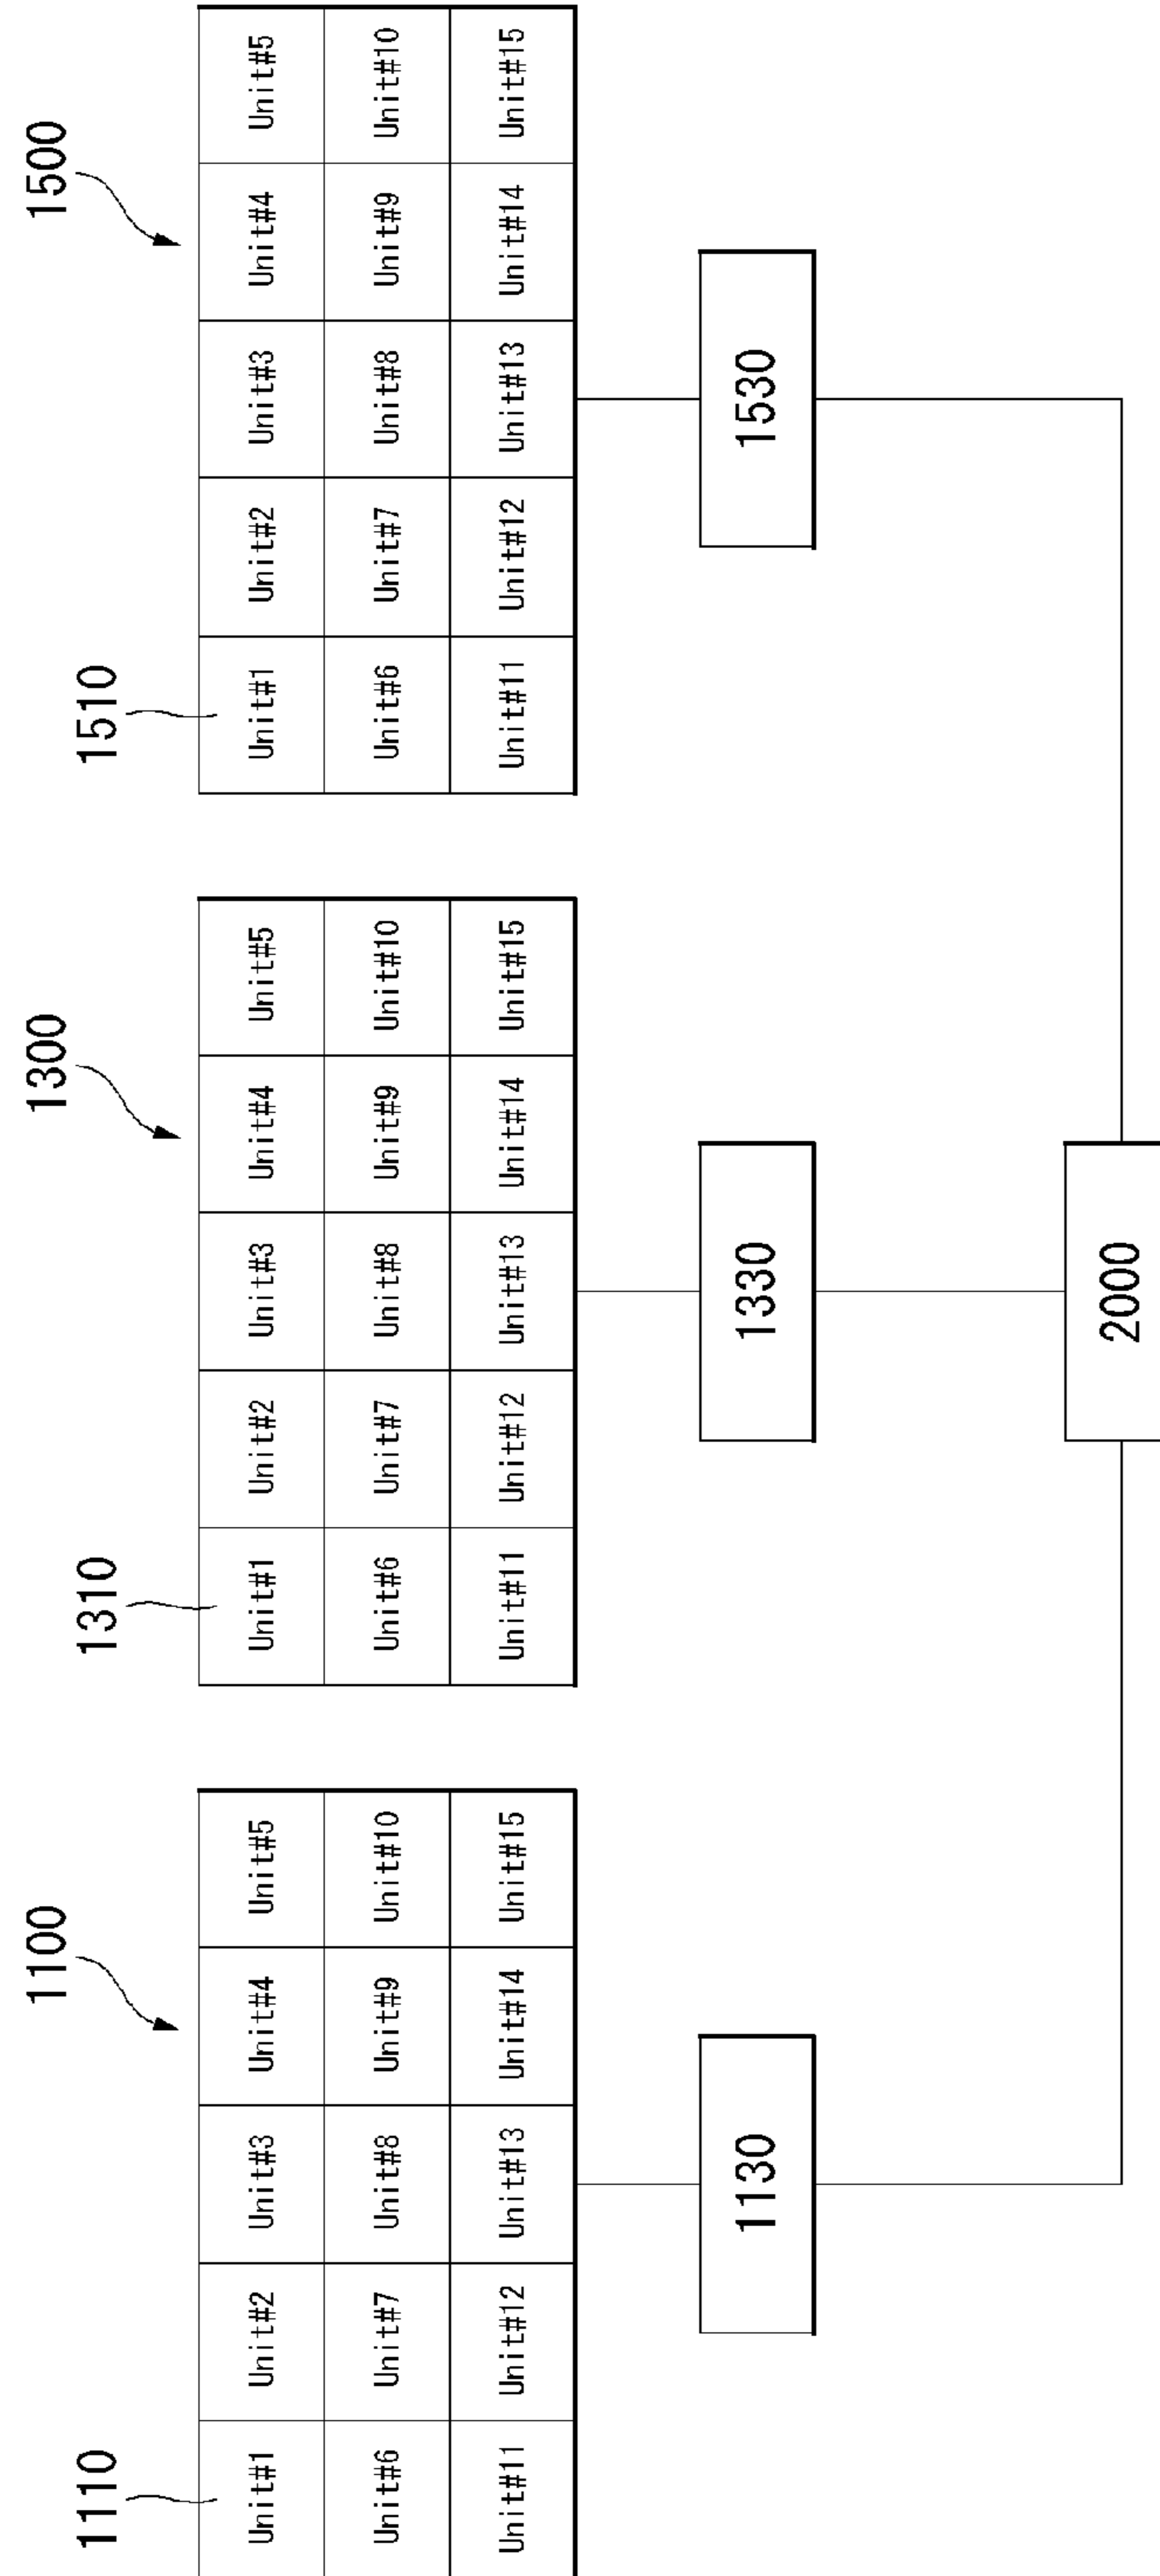 1100 1300 1500
1110 1310 1510
Unit#1 Unit#2 Unit#3 Unit#4 Unit#5 Unit#1 Unit#2 Unit#3 Unit#4 Unit#5 Unit#1 Unit#2 Unit#3 Unit#4 Unit#5
Unit#6 Unit#7 Unit#8 Unit#9 Unit#10 Unit#6 Unit#7 Unit#8 Unit#9 Unit#10 Unit#6 Unit#7 Unit#8 Unit#9 Unit#10
Unit#11 Unit#12 Unit#13 Unit#14 Unit#15 Unit#11 Unit#12 Unit#13 Unit#14 Unit#15 Unit#11 Unit#12 Unit#13 Unit#14 Unit#15
1130 1330 1530
2000